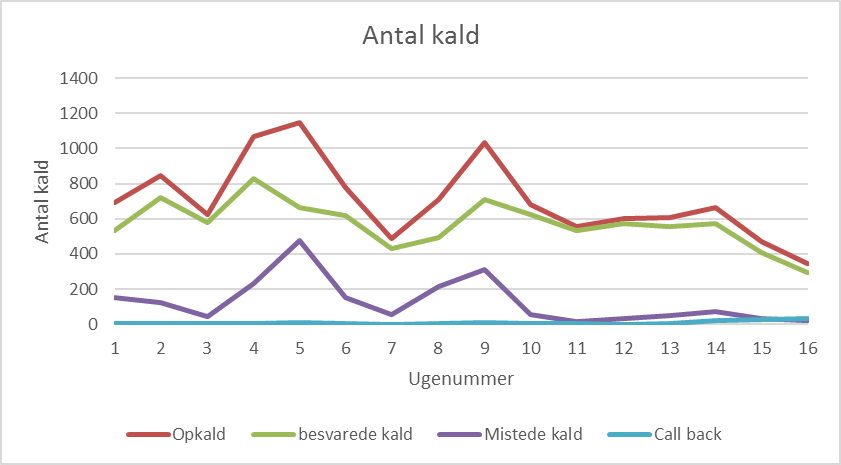 Antal kald
1400
1200
1000
800
600
400
200
0
Antal kald
1 2 3 4 5 6 7 8 9 10 11 12 13 14 15 16
Ugenummer
Opkald besvarede kald Mistede kald Call back